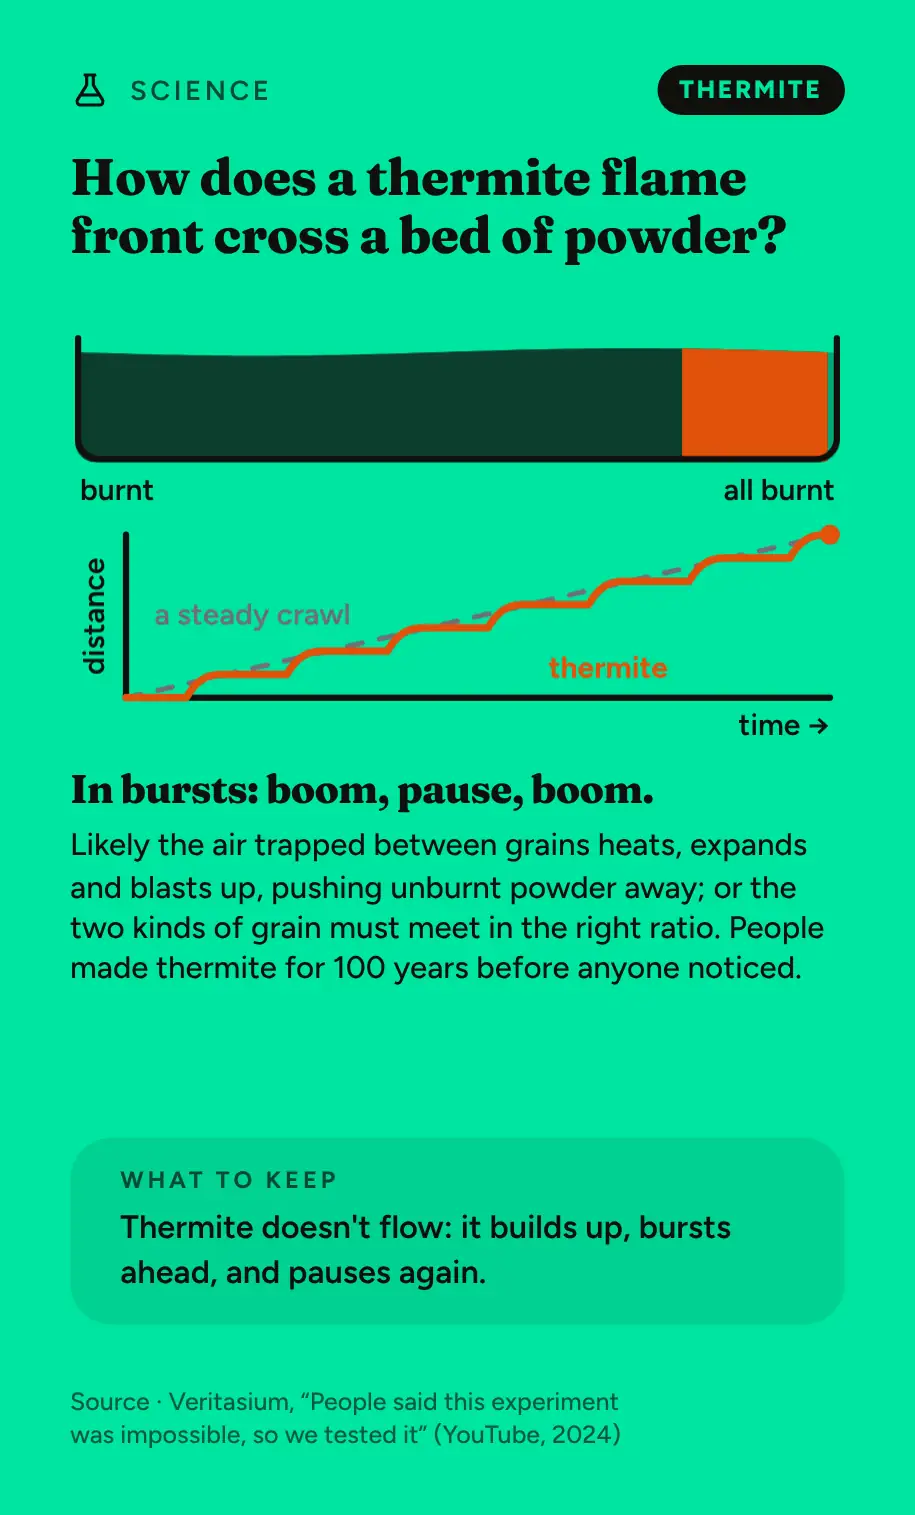 SCIENCE
THERMITE
How does a thermite flame
front cross a bed of powder?
burnt
all burnt
distance
a steady crawl
thermite
time →
In bursts: boom, pause, boom.
Likely the air trapped between grains heats, expands
and blasts up, pushing unburnt powder away; or the
two kinds of grain must meet in the right ratio. People
made thermite for 100 years before anyone noticed.
WHAT TO KEEP
Thermite doesn't flow: it builds up, bursts
ahead, and pauses again.
Source · Veritasium, “People said this experiment
was impossible, so we tested it” (YouTube, 2024)